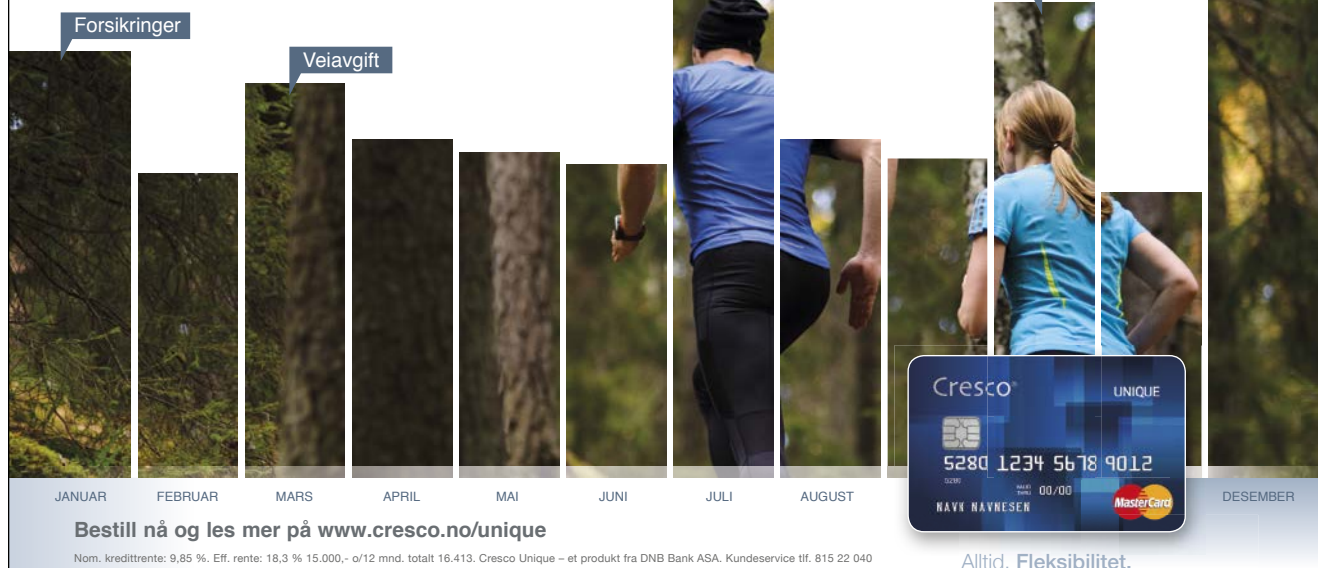 Forsikringer
Veiavgift
Cresco®
UNIQUE
5280 1234 5678 9012
5280
VALID THRU 00/00
NAVN NAVNESEN
MasterCard
JANUAR FEBRUAR MARS APRIL MAI JUNI JULI AUGUST DESEMBER
Bestill nå og les mer på www.cresco.no/unique
Nom. kredittrente: 9,85 %. Eff. rente: 18,3 % 15.000,- o/12 mnd. totalt 16.413. Cresco Unique – et produkt fra DNB Bank ASA. Kundeservice tlf. 815 22 040
Alltid. Fleksibilitet.